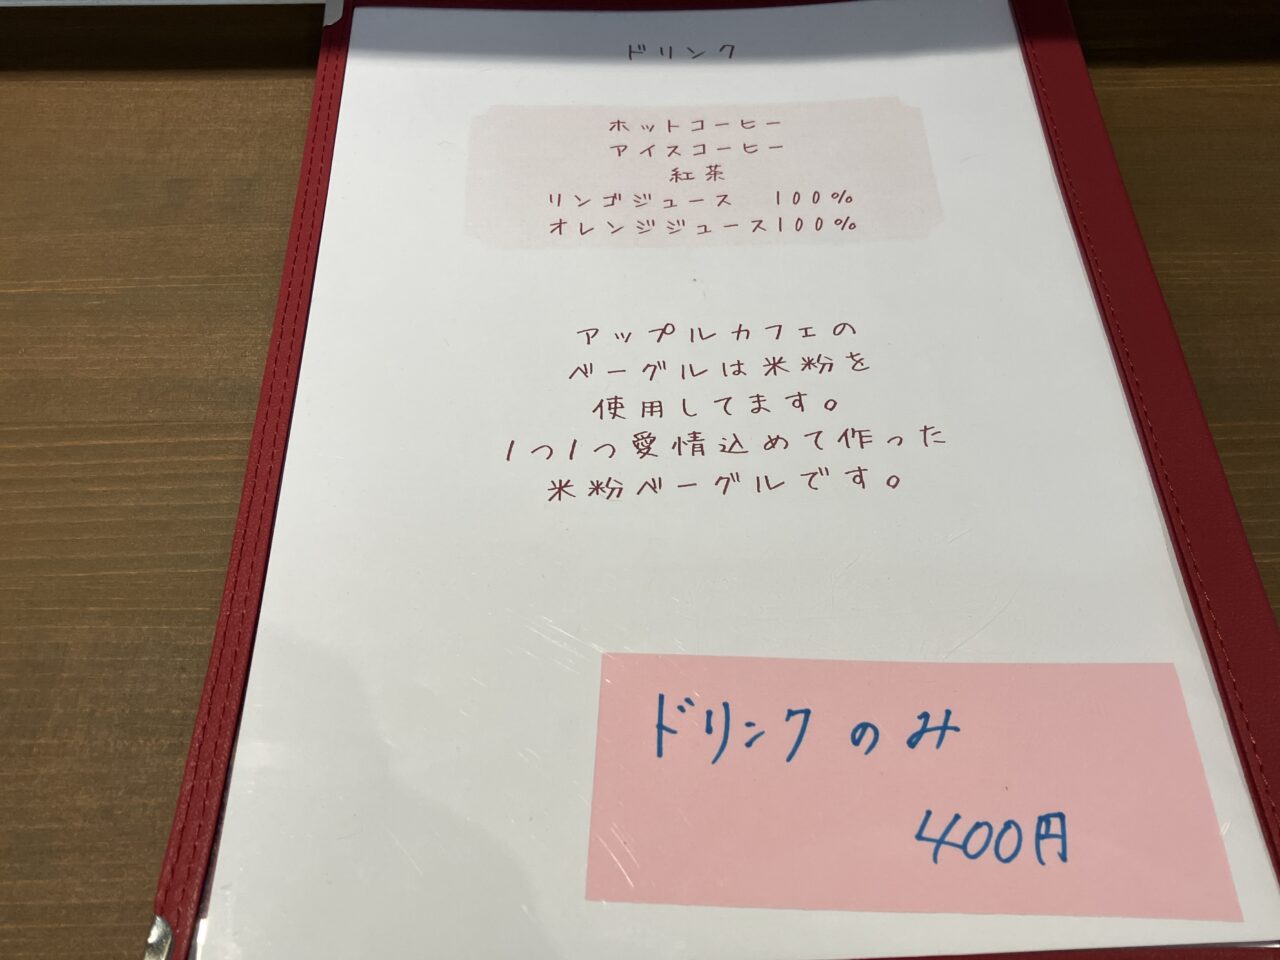 ドリンク
ホットコーヒー
アイスコーヒー
紅茶
リンゴジュース　100%
オレンジジュース100%
アップルカフェの
ベーグルは米粉を
使用してます。
1つ1つ愛情込めて作った
米粉ベーグルです。
ドリンクのみ
400円